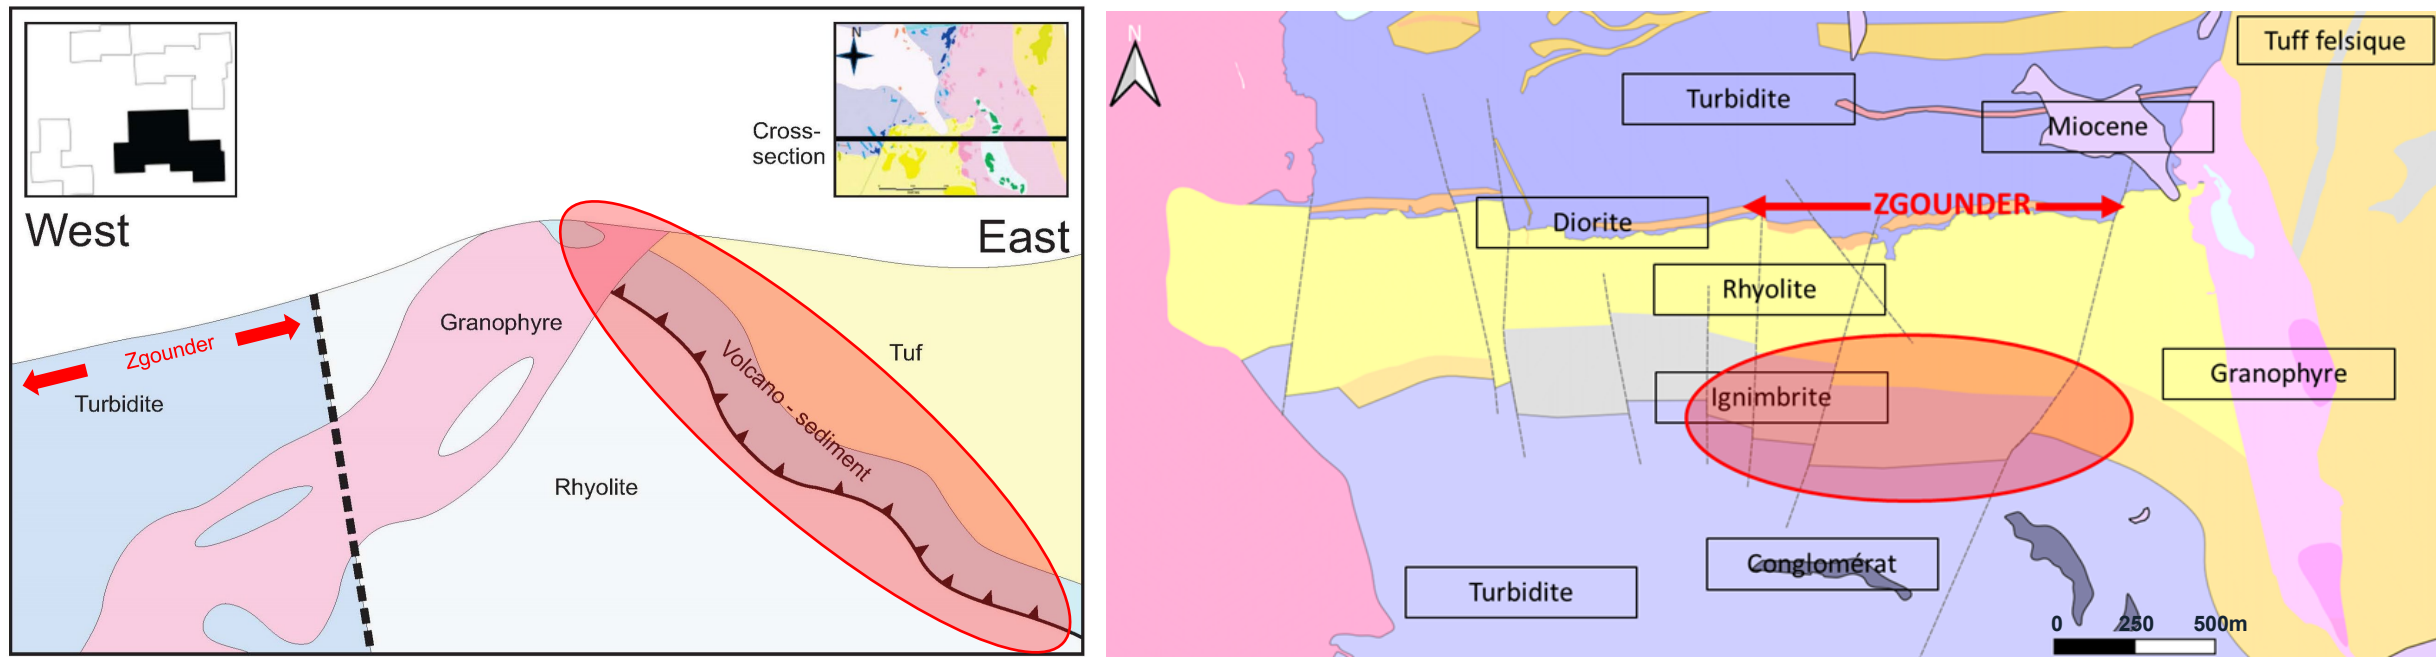 N
Cross-
section
West
East
Zgounder
Turbidite
Granophyre
Rhyolite
Volcano - sediment
Tuf
N
Tuff felsique
Turbidite
Miocene
ZGOUNDER
Diorite
Rhyolite
Granophyre
Ignimbrite
Conglomérat
Turbidite
0 250 500m